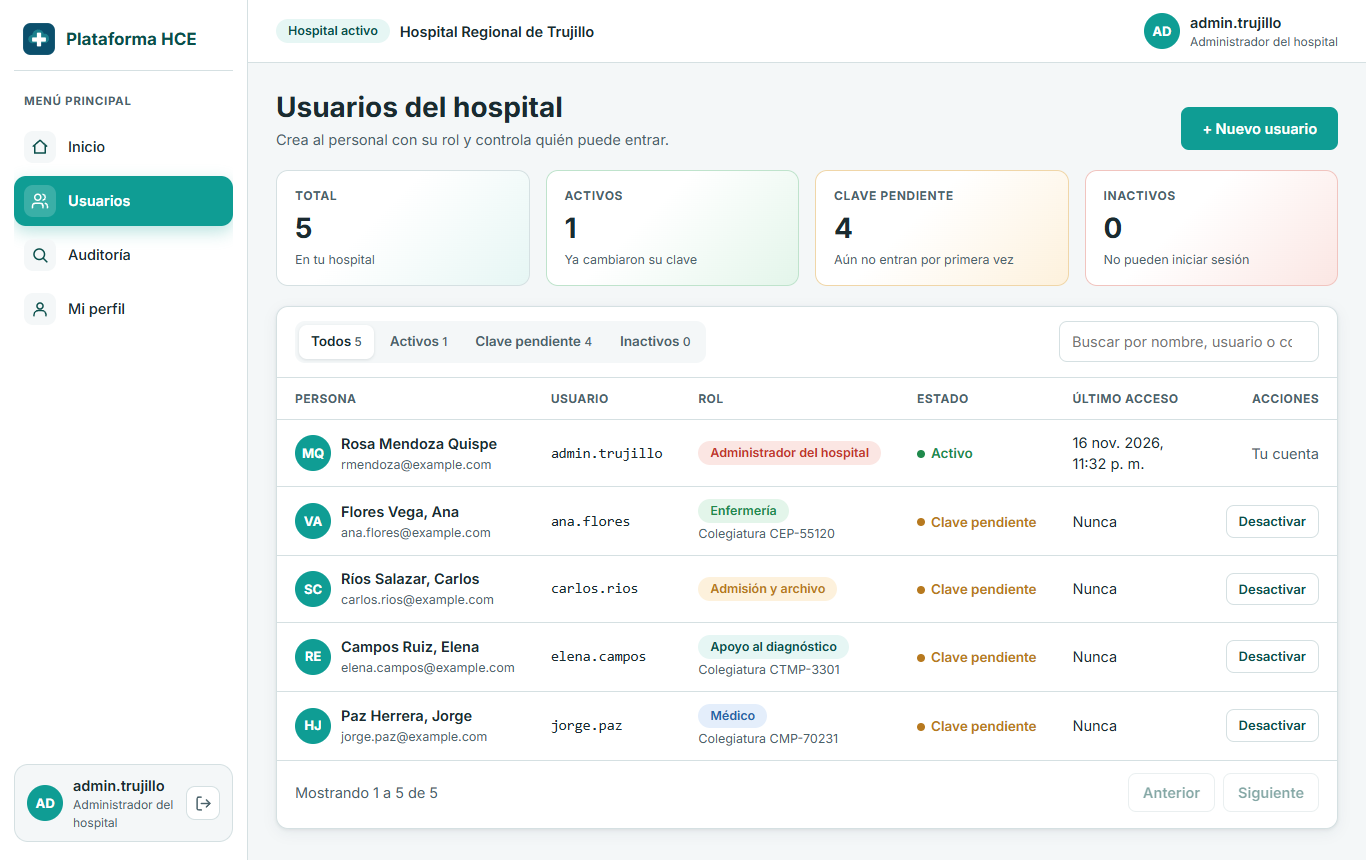 Plataforma HCE
MENÚ PRINCIPAL
Inicio
Usuarios
Auditoría
Mi perfil
AD
admin.trujillo
Administrador del
hospital
Hospital activo
Hospital Regional de Trujillo
AD
admin.trujillo
Administrador del hospital
Usuarios del hospital
Crea al personal con su rol y controla quién puede entrar.
+ Nuevo usuario
TOTAL
5
En tu hospital
ACTIVOS
1
Ya cambiaron su clave
CLAVE PENDIENTE
4
Aún no entran por primera vez
INACTIVOS
0
No pueden iniciar sesión
Todos 5
Activos 1
Clave pendiente 4
Inactivos 0
Buscar por nombre, usuario o cc
PERSONA USUARIO ROL ESTADO ÚLTIMO ACCESO ACCIONES
MQ
Rosa Mendoza Quispe
rmendoza@example.com
admin.trujillo
Administrador del hospital
Activo
16 nov. 2026,
11:32 p. m.
Tu cuenta
VA
Flores Vega, Ana
ana.flores@example.com
ana.flores
Enfermería
Colegiatura CEP-55120
Clave pendiente
Nunca
Desactivar
SC
Ríos Salazar, Carlos
carlos.rios@example.com
carlos.rios
Admisión y archivo
Clave pendiente
Nunca
Desactivar
RE
Campos Ruiz, Elena
elena.campos@example.com
elena.campos
Apoyo al diagnóstico
Colegiatura CTMP-3301
Clave pendiente
Nunca
Desactivar
HJ
Paz Herrera, Jorge
jorge.paz@example.com
jorge.paz
Médico
Colegiatura CMP-70231
Clave pendiente
Nunca
Desactivar
Mostrando 1 a 5 de 5
Anterior
Siguiente